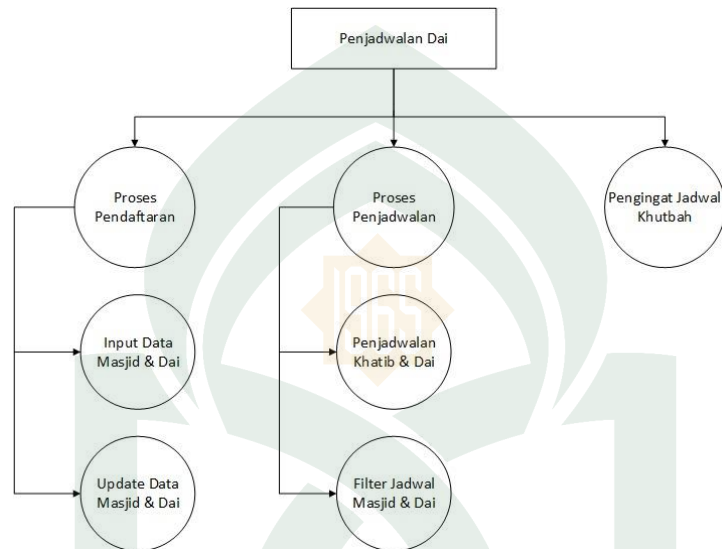 Penjadwalan Dai
Proses
Pendaftaran
Proses
Penjadwalan
Pengingat Jadwal
Khutbah
Input Data
Masjid & Dai
Penjadwalan
Khatib & Dai
Update Data
Masjid & Dai
Filter Jadwal
Masjid & Dai
1965